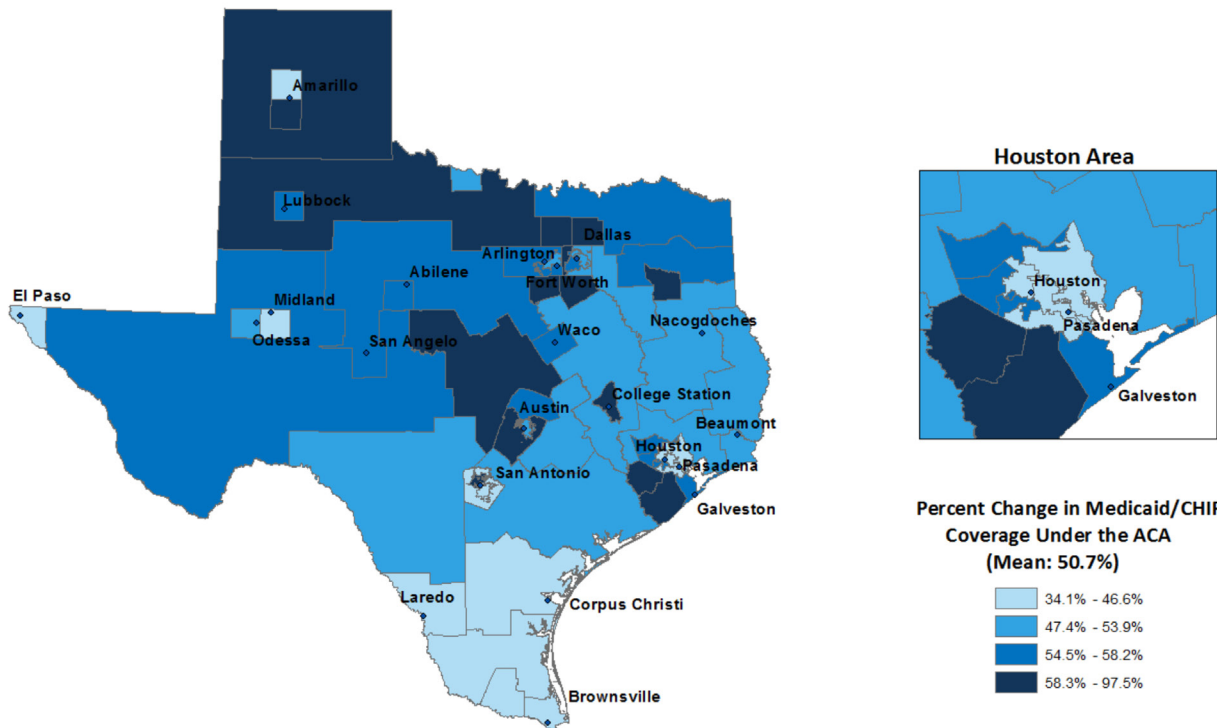 Amarillo
Lubbock
Dallas
Arlington
Abilene
Fort Worth
El Paso
Midland
Odessa
San Angelo
Waco
Nacogdoches
College Station
Austin
Beaumont
Houston
San Antonio
Pasadena
Galveston
Laredo
Corpus Christi
Brownsville
Houston Area
Houston
Pasadena
Galveston
Percent Change in Medicaid/CHIP
Coverage Under the ACA
(Mean: 50.7%)
34.1% - 46.6%
47.4% - 53.9%
54.5% - 58.2%
58.3% - 97.5%